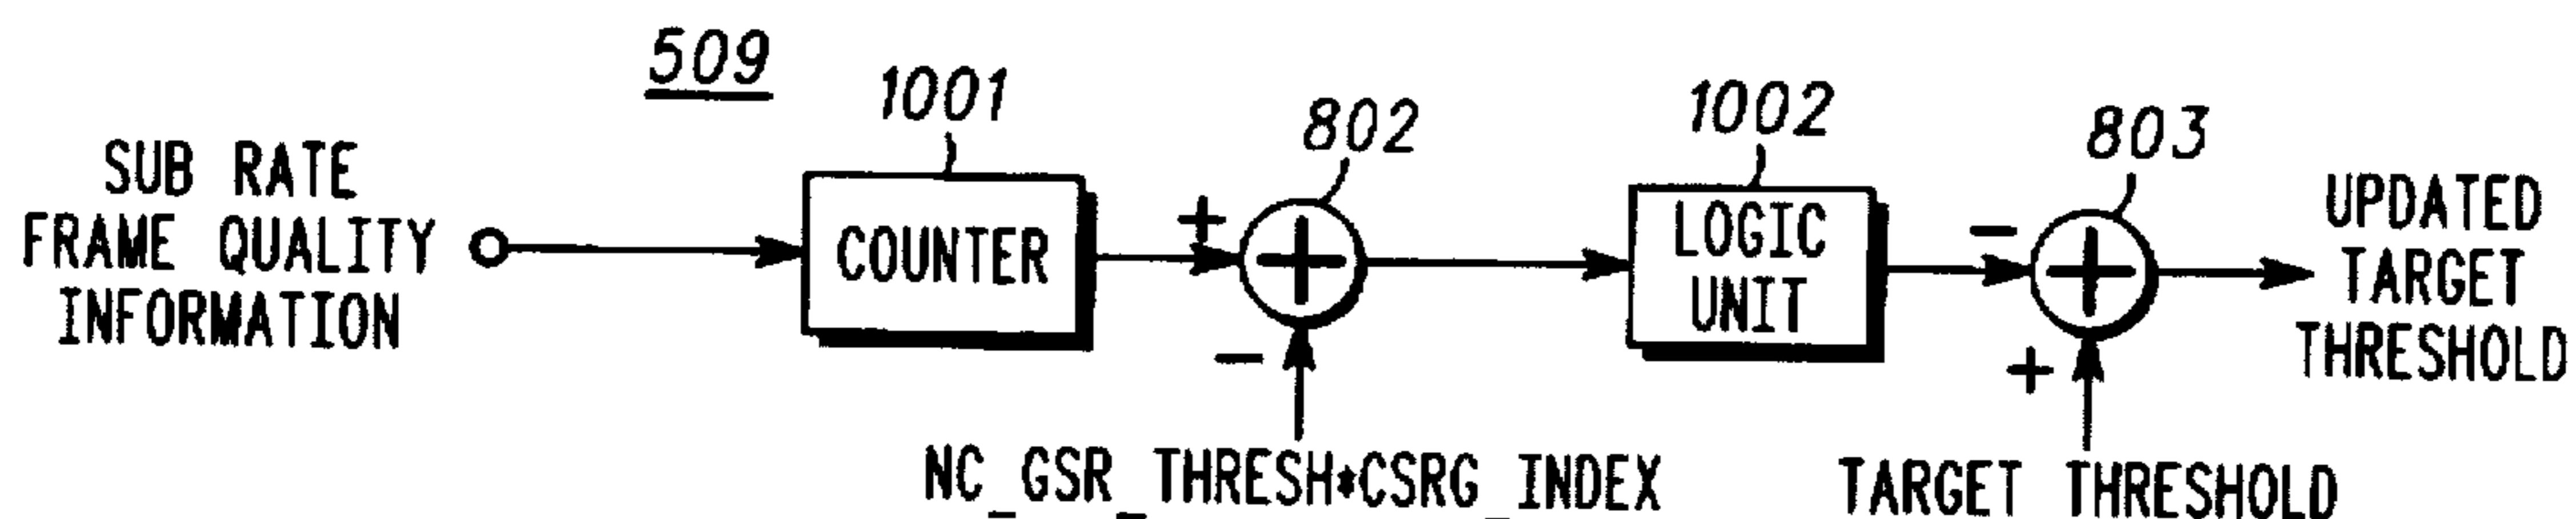 509
1001
802
1002
803
SUB RATE
FRAME QUALITY
INFORMATION
COUNTER
+
-
+
LOGIC
UNIT
-
+
+
UPDATED
TARGET
THRESHOLD
NC_GSR_THRESH*CSRG_INDEX
TARGET THRESHOLD